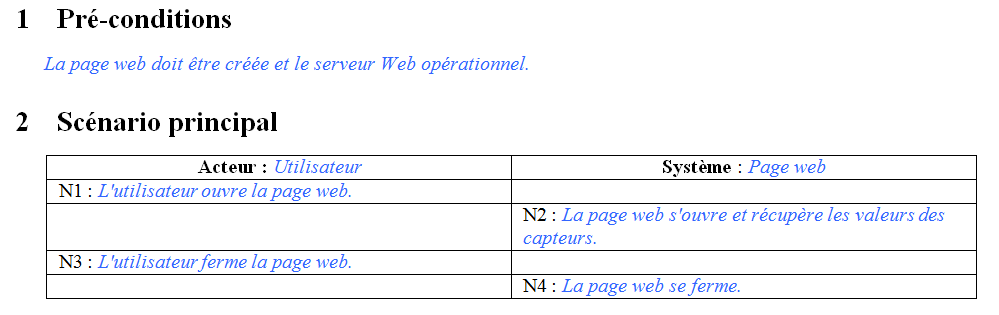 1 Pré-conditions
La page web doit être créée et le serveur Web opérationnel.
2 Scénario principal
Acteur : Utilisateur Système : Page web
N1 : L'utilisateur ouvre la page web.
N2 : La page web s'ouvre et récupère les valeurs des
capteurs.
N3 : L'utilisateur ferme la page web.
N4 : La page web se ferme.